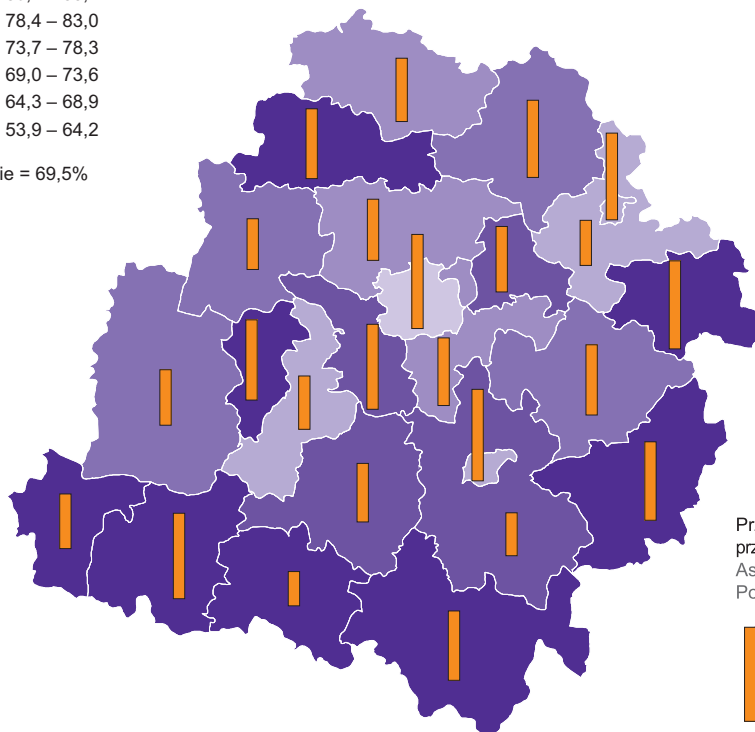 78,4 – 83,0
73,7 – 78,3
69,0 – 73,6
64,3 – 68,9
53,9 – 64,2
ie = 69,5%